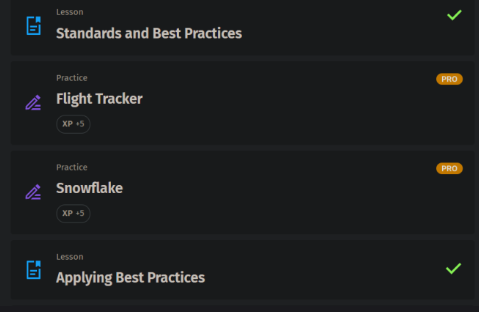 Lesson
Standards and Best Practices
Practice
PRO
Flight Tracker
XP +5
Practice
PRO
Snowflake
XP +5
Lesson
Applying Best Practices